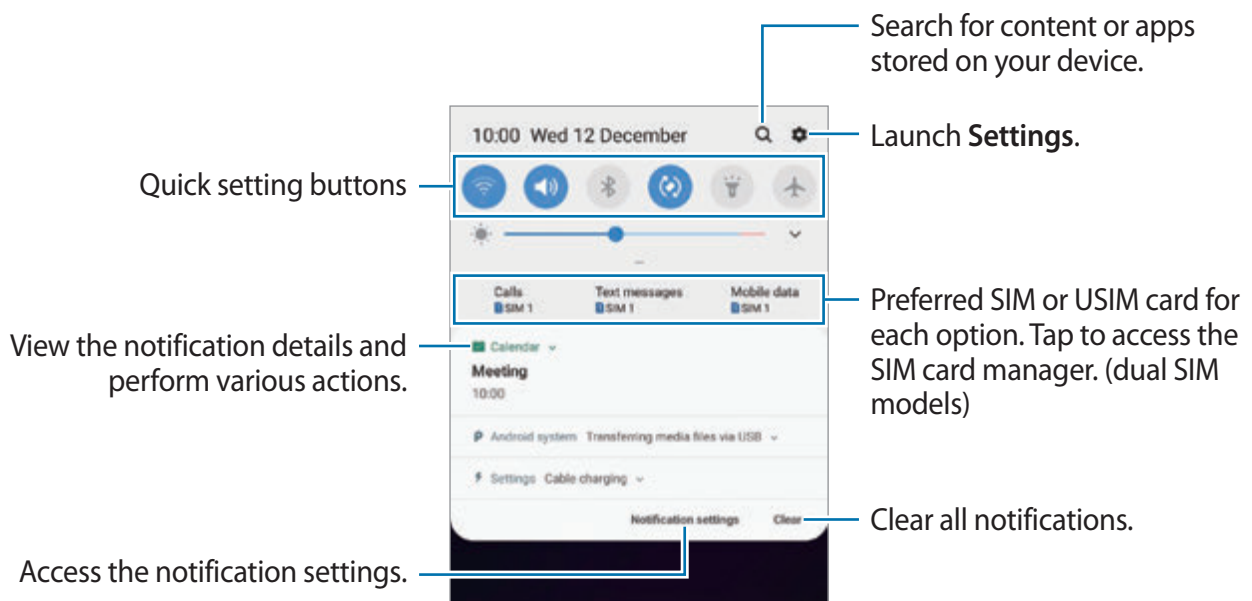 Search for content or apps
stored on your device.
10:00 Wed 12 December
Launch Settings.
Quick setting buttons
Calls
SIM 1
Text messages
SIM 1
Mobile data
SIM 1
Preferred SIM or USIM card for
each option. Tap to access the
SIM card manager. (dual SIM
models)
View the notification details and
perform various actions.
Calendar
Meeting
10:00
Android system Transferring media files via USB
Settings Cable charging
Notification settings Clear
Clear all notifications.
Access the notification settings.